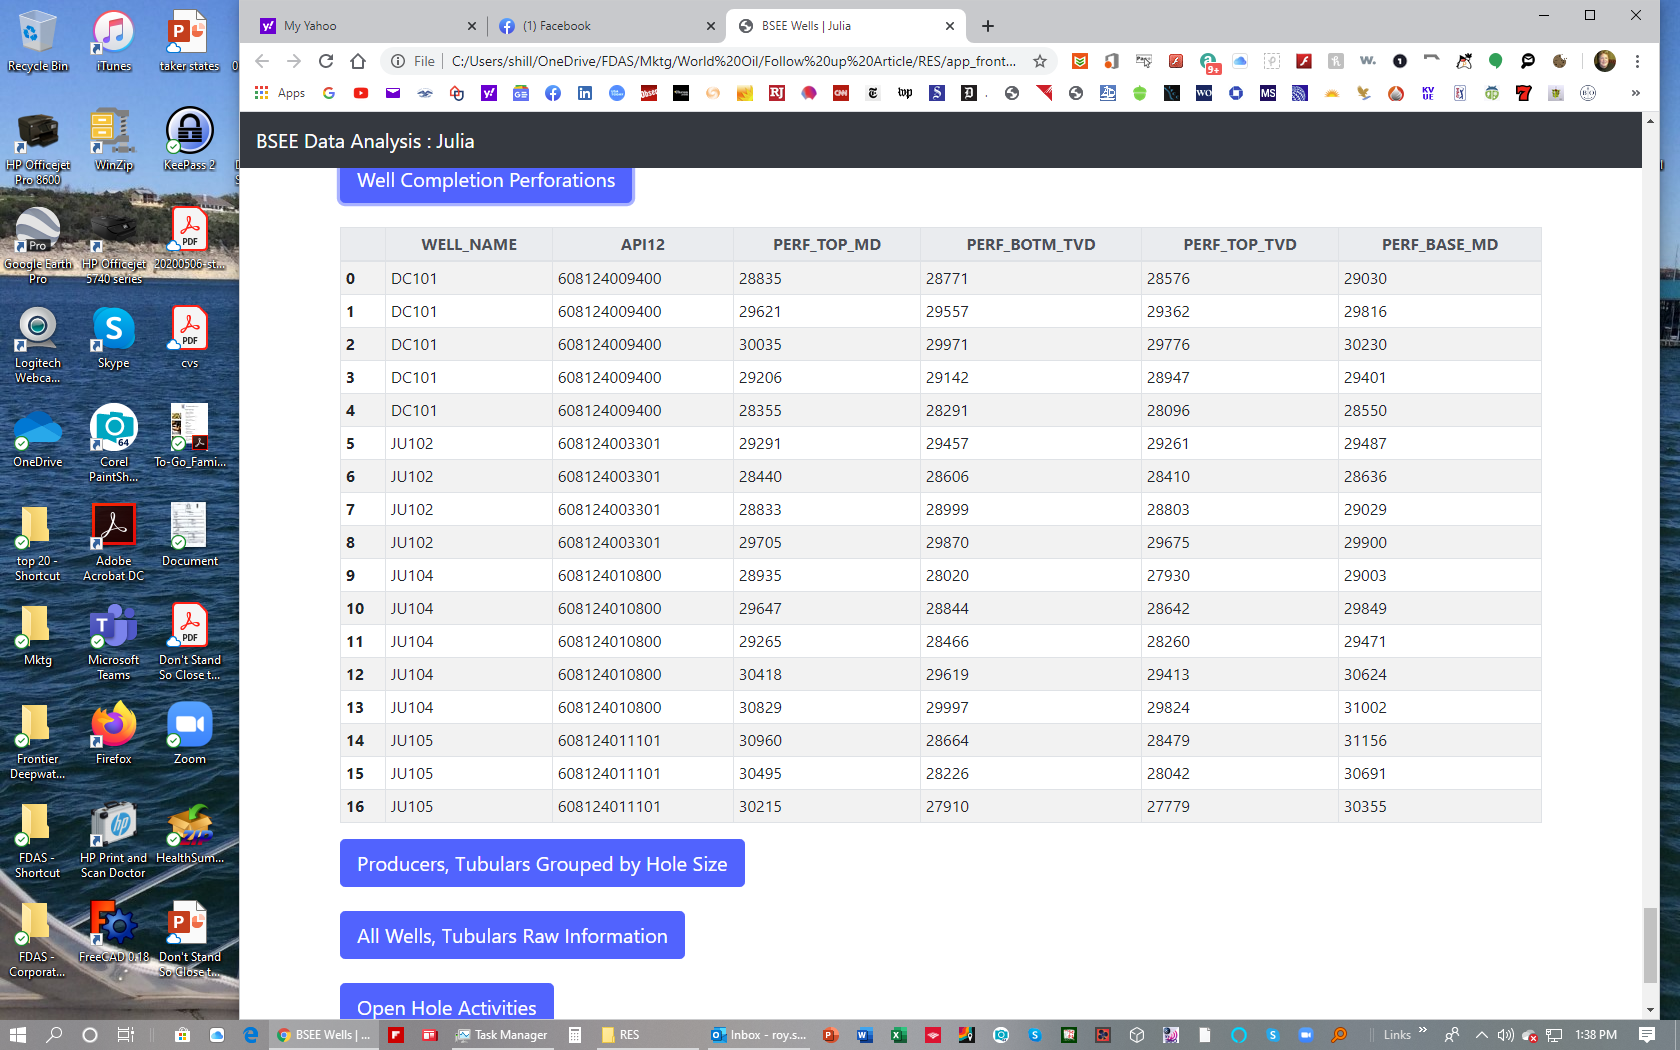 My Yahoo
(1) Facebook
BSEE Wells | Julia
File
C:/Users/shill/OneDrive/FDAS/Mktg/World%20Oil/Follow%20up%20Article/RES/app_front...
Apps
BSEE Data Analysis : Julia
Well Completion Perforations
WELL_NAME API12 PERF_TOP_MD PERF_BOTM_TVD PERF_TOP_TVD PERF_BASE_MD
0 DC101 608124009400 28835 28771 28576 29030
1 DC101 608124009400 29621 29557 29362 29816
2 DC101 608124009400 30035 29971 29776 30230
3 DC101 608124009400 29206 29142 28947 29401
4 DC101 608124009400 28355 28291 28096 28550
5 JU102 608124003301 29291 29457 29261 29487
6 JU102 608124003301 28440 28606 28410 28636
7 JU102 608124003301 28833 28999 28803 29029
8 JU102 608124003301 29705 29870 29675 29900
9 JU104 608124010800 28935 28020 27930 29003
10 JU104 608124010800 29647 28844 28642 29849
11 JU104 608124010800 29265 28466 28260 29471
12 JU104 608124010800 30418 29619 29413 30624
13 JU104 608124010800 30829 29997 29824 31002
14 JU105 608124011101 30960 28664 28479 31156
15 JU105 608124011101 30495 28226 28042 30691
16 JU105 608124011101 30215 27910 27779 30355
Producers, Tubulars Grouped by Hole Size
All Wells, Tubulars Raw Information
Open Hole Activities
Recycle Bin
iTunes
taker states
HP Officejet
Pro 8600
WinZip
KeePass 2
Google Earth
Pro
HP Officejet
5740 series
20200506-st...
Logitech
Webca...
Skype
cvs
OneDrive
Corel
PaintSh...
To-Go_Fami...
top 20 -
Shortcut
Adobe
Acrobat DC
Document
Mktg
Microsoft
Teams
Don't Stand
So Close t...
Frontier
Deepwat...
Firefox
Zoom
FDAS -
Shortcut
HP Print and
Scan Doctor
HealthSum...
FDAS -
Corporat...
FreeCAD 0.18
Don't Stand
So Close t...
BSEE Wells | ...
Task Manager
RES
Inbox - roy.s...
Links
1:38 PM